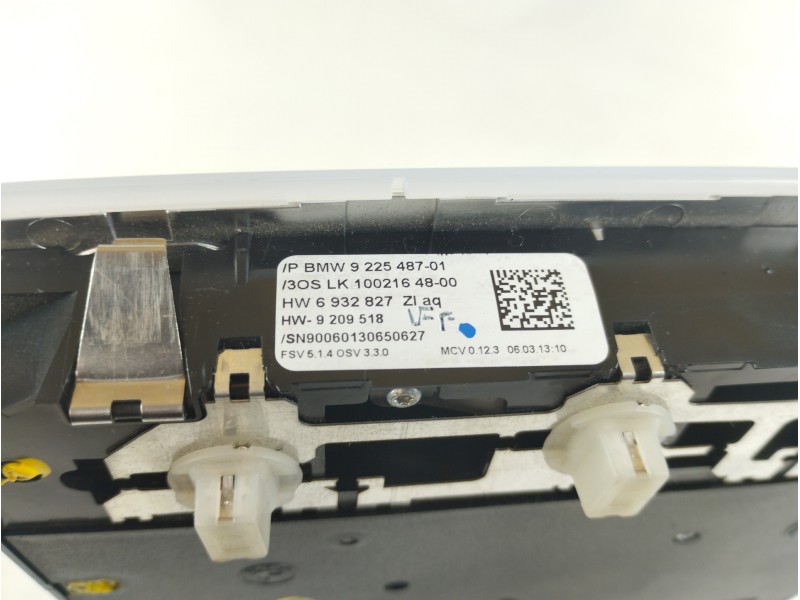 /P BMW 9 225 487-01
/3OS LK 100216 48-00
HW 6 932 827 ZI aq
HW- 9 209 518
/SN90060130650627
FSV 5.1.4 OSV 3.3.0 MCV 0.12.3 06.03.13:10